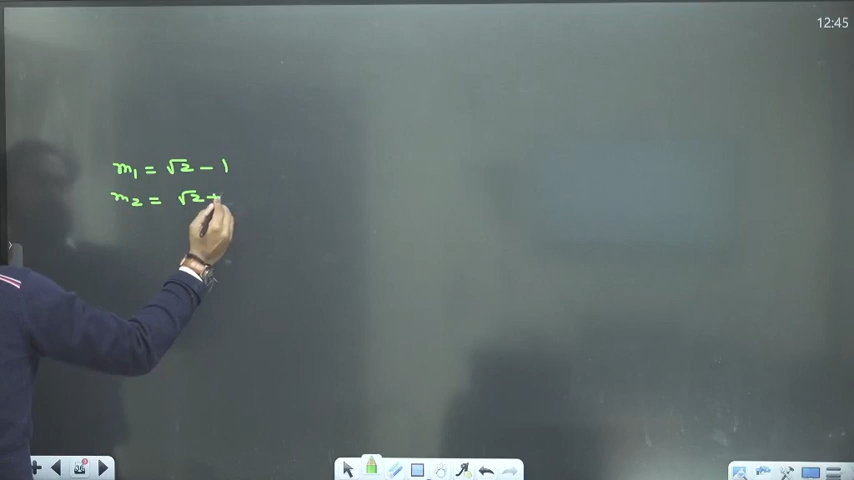 12:45
m₁ = √2 - 1
m₂ = √2 +